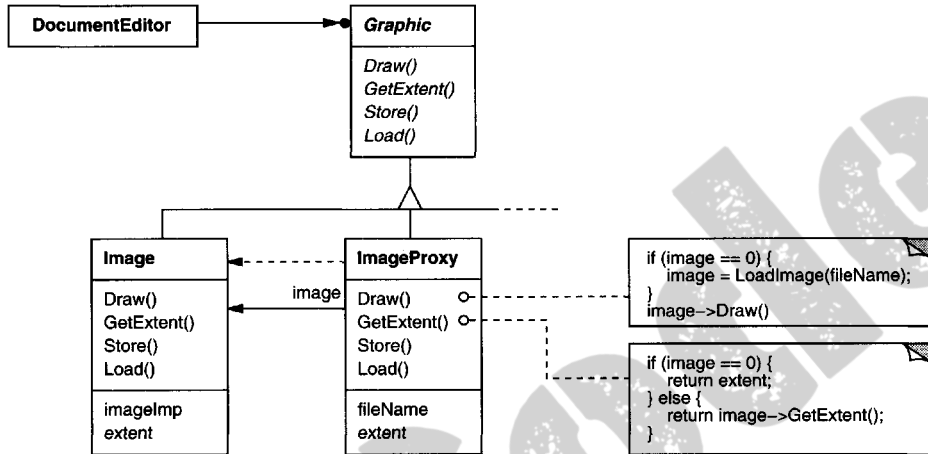 DocumentEditor
Graphic
Draw()
GetExtent()
Store()
Load()
Image
Draw()
GetExtent()
Store()
Load()
imageImp
extent
image
ImageProxy
Draw()
GetExtent()
Store()
Load()
fileName
extent
if (image == 0) {
image = LoadImage(fileName);
}
image->Draw()
if (image == 0) {
return extent;
} else {
return image->GetExtent();
}